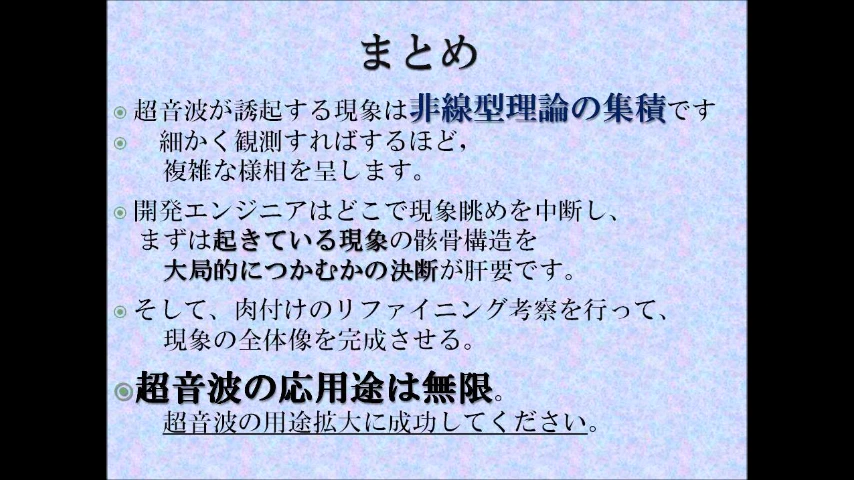 まとめ
超音波が誘起する現象は非線型理論の集積です
細かく観測すればするほど，
複雑な様相を呈します。
開発エンジニアはどこで現象眺めを中断し、
まずは起きている現象の骸骨構造を
大局的につかむかの決断が肝要です。
そして、肉付けのリファイニング考察を行って、
現象の全体像を完成させる。
超音波の応用途は無限。
超音波の用途拡大に成功してください。